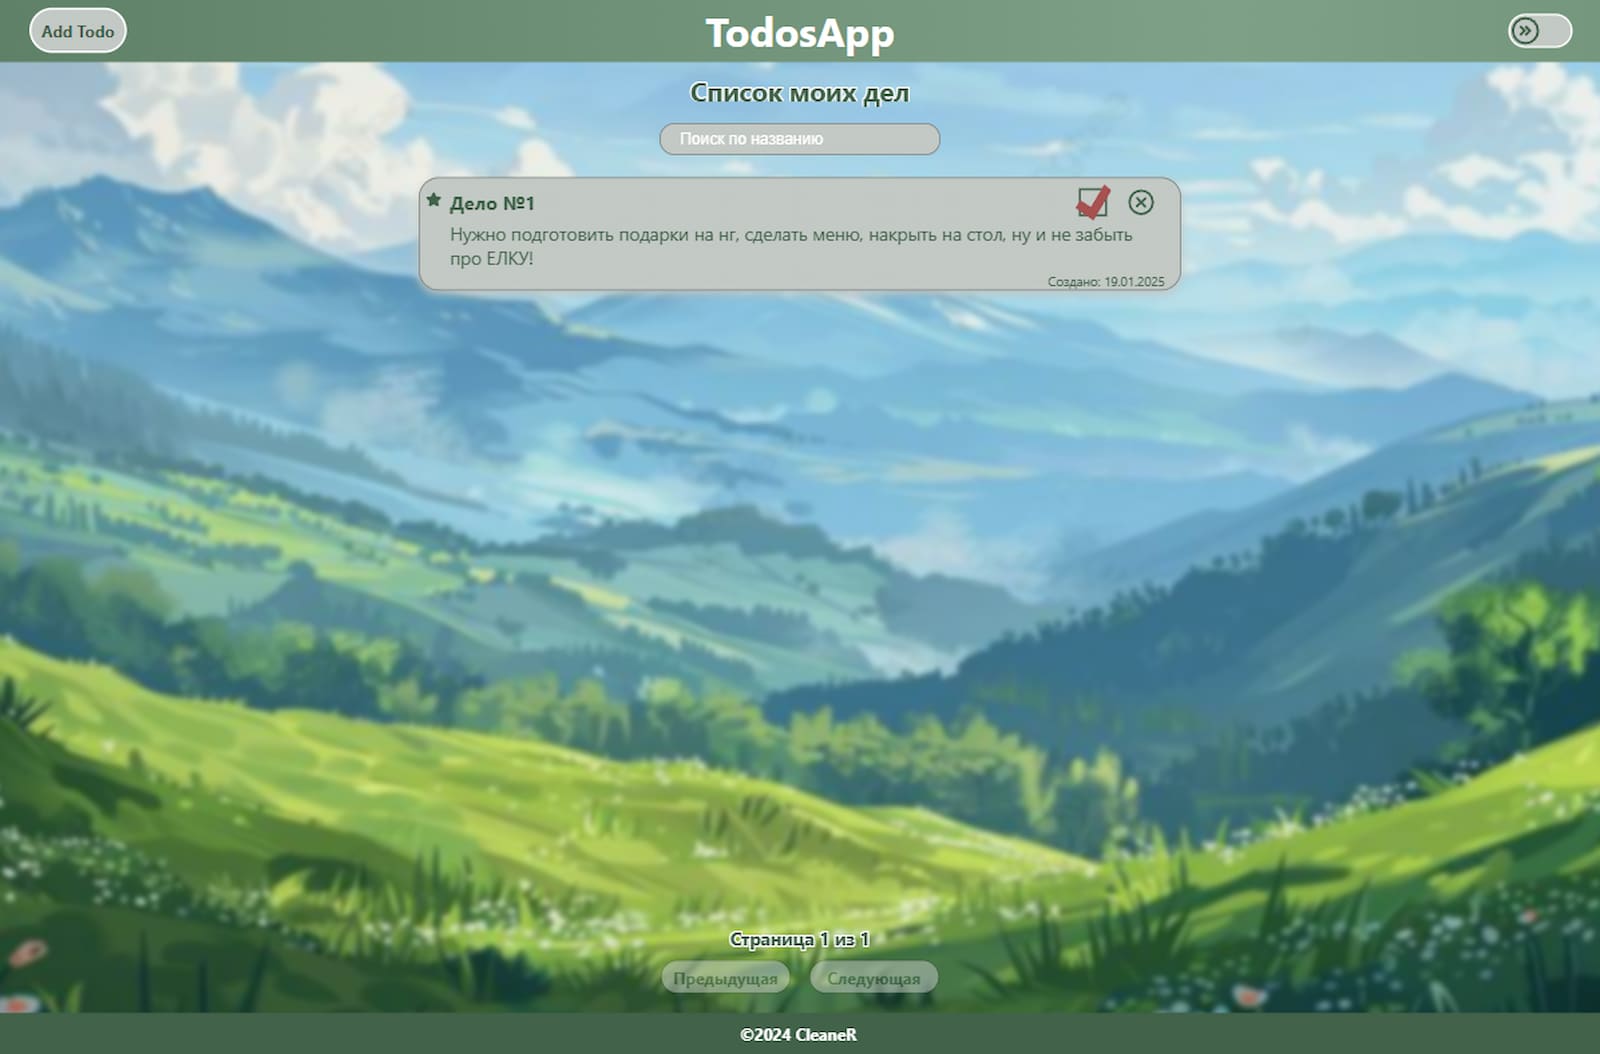 Add Todo
TodosApp
Список моих дел
Поиск по названию
Дело №1
Нужно подготовить подарки на нг, сделать меню, накрыть на стол, ну и не забыть
про ЕЛКУ!
Создано: 19.01.2025
Страница 1 из 1
Предыдущая
Следующая
©2024 CleaneR